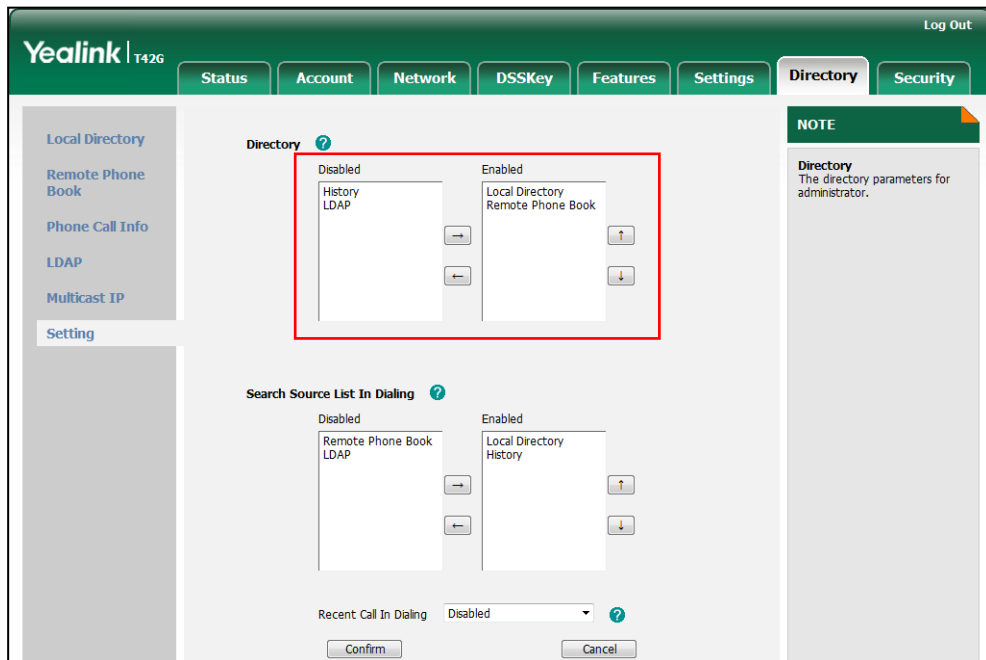 Log Out
Yealink | T42G
Status Account Network DSSKey Features Settings Directory Security
Local Directory
Remote Phone
Book
Phone Call Info
LDAP
Multicast IP
Setting
Directory ?
Disabled Enabled
History Local Directory
LDAP Remote Phone Book
→ ↑
← ↓
Search Source List In Dialing ?
Disabled Enabled
Remote Phone Book Local Directory
LDAP History
→ ↑
← ↓
Recent Call In Dialing Disabled ?
Confirm Cancel
NOTE
Directory
The directory parameters for
administrator.